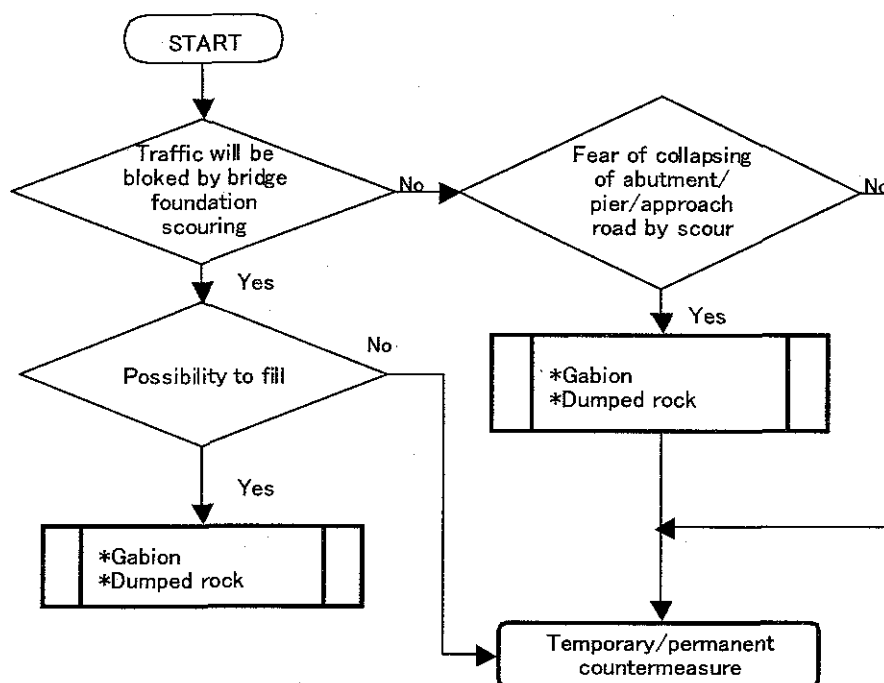 START
Traffic will be
bloked by bridge
foundation
scouring
No
Fear of collapsing
of abutment/
pier/approach
road by scour
No
Yes
Yes
Possibility to fill
No
*Gabion
*Dumped rock
Yes
*Gabion
*Dumped rock
Temporary/permanent
countermeasure